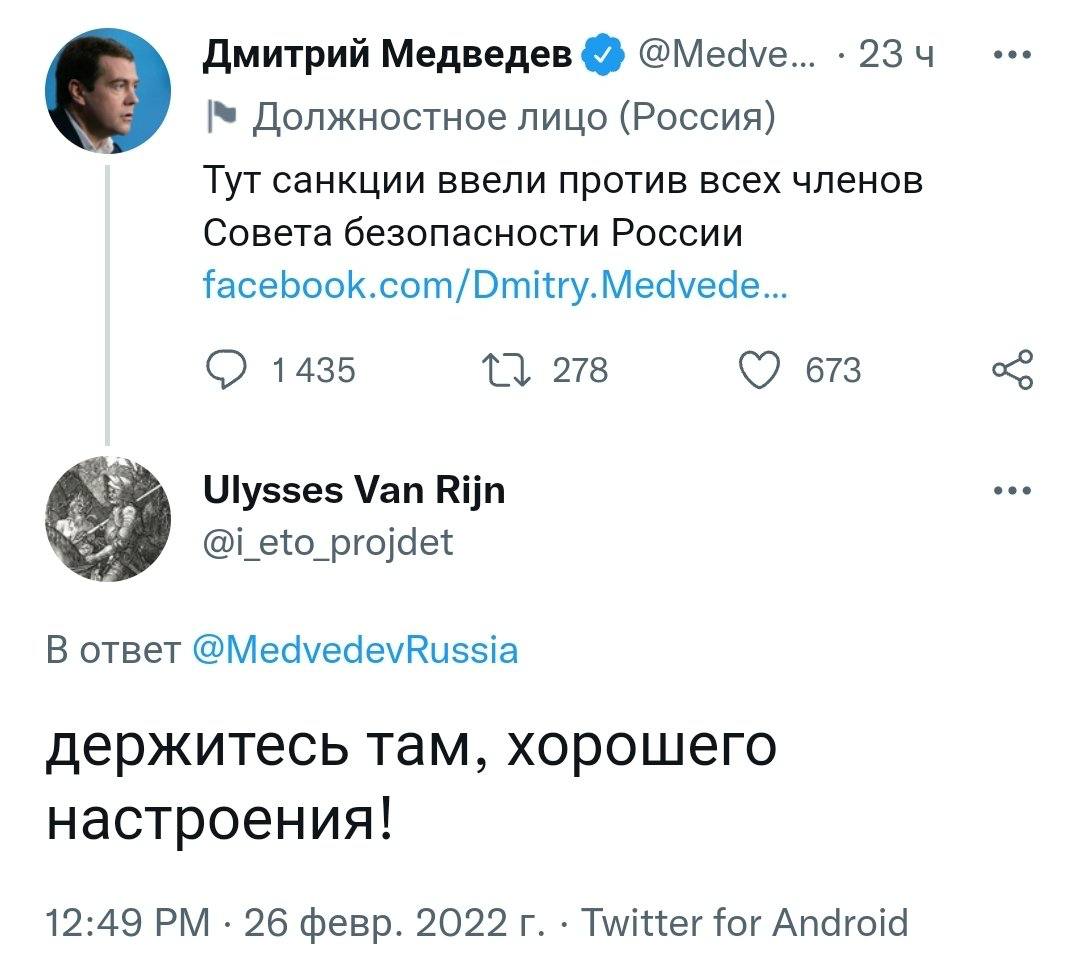 Дмитрий Медведев @Medve... · 23 ч
Должностное лицо (Россия)
Тут санкции ввели против всех членов
Совета безопасности России
facebook.com/Dmitry.Medvede...
1 435 278 673
Ulysses Van Rijn
@i_eto_projdet
В ответ @MedvedevRussia
держитесь там, хорошего
настроения!
12:49 PM · 26 февр. 2022 г. · Twitter for Android